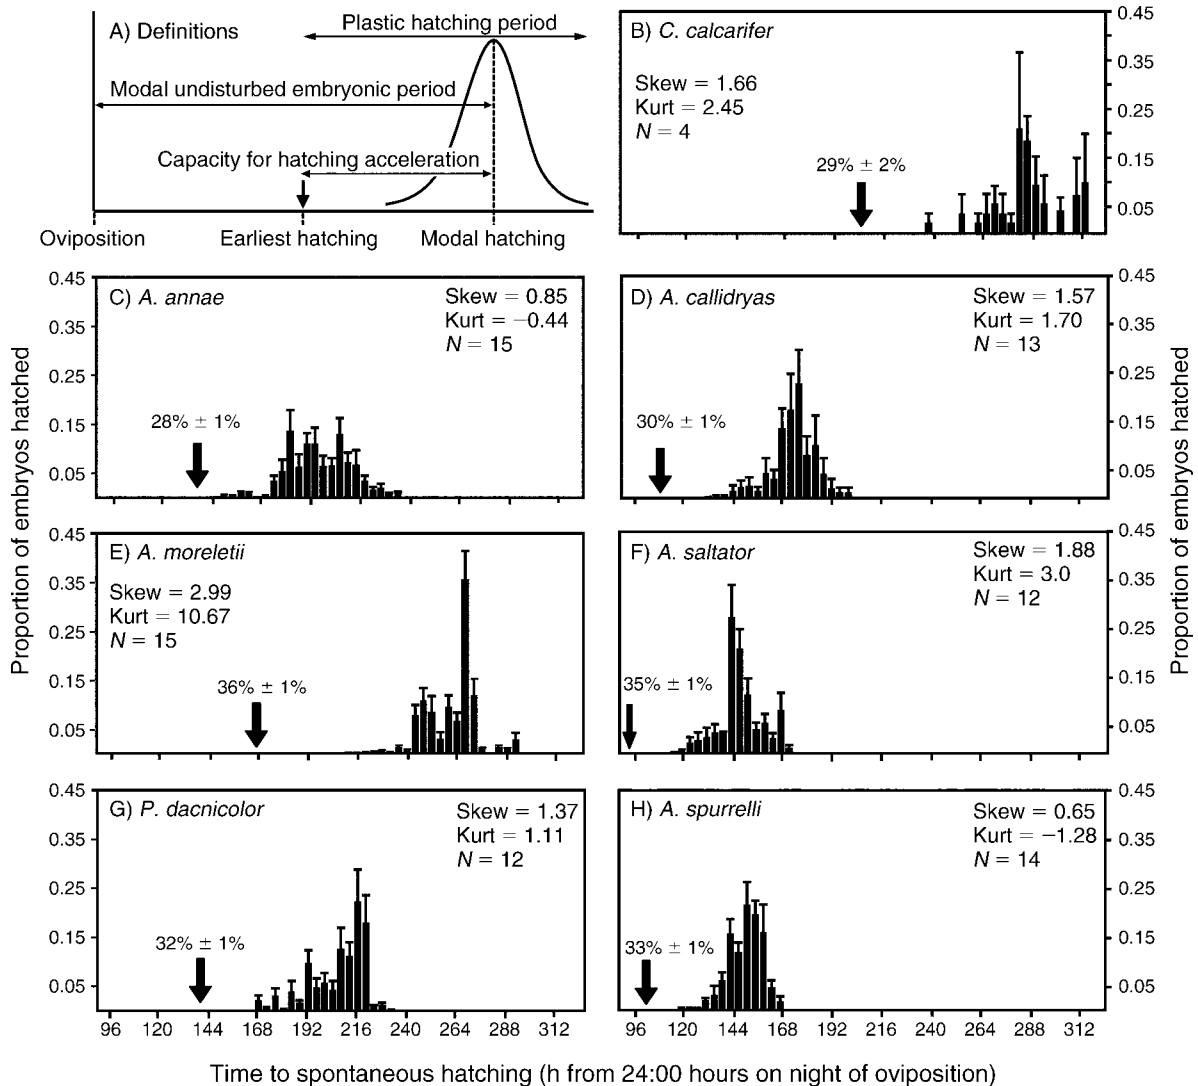 A) Definitions
Plastic hatching period
Modal undisturbed embryonic period
Capacity for hatching acceleration
Oviposition
Earliest hatching
Modal hatching
B) C. calcarifer
Skew = 1.66
Kurt = 2.45
N = 4
29% ± 2%
0.45
0.35
0.25
0.15
0.05
C) A. annae
Skew = 0.85
Kurt = −0.44
N = 15
28% ± 1%
0.45
0.35
0.25
0.15
0.05
D) A. callidryas
Skew = 1.57
Kurt = 1.70
N = 13
30% ± 1%
0.45
0.35
0.25
0.15
0.05
E) A. moreletii
Skew = 2.99
Kurt = 10.67
N = 15
36% ± 1%
0.45
0.35
0.25
0.15
0.05
F) A. saltator
Skew = 1.88
Kurt = 3.0
N = 12
35% ± 1%
0.45
0.35
0.25
0.15
0.05
G) P. dacnicolor
Skew = 1.37
Kurt = 1.11
N = 12
32% ± 1%
0.45
0.35
0.25
0.15
0.05
96 120 144 168 192 216 240 264 288 312
H) A. spurrelli
Skew = 0.65
Kurt = −1.28
N = 14
33% ± 1%
0.45
0.35
0.25
0.15
0.05
96 120 144 168 192 216 240 264 288 312
Proportion of embryos hatched
Proportion of embryos hatched
Time to spontaneous hatching (h from 24:00 hours on night of oviposition)